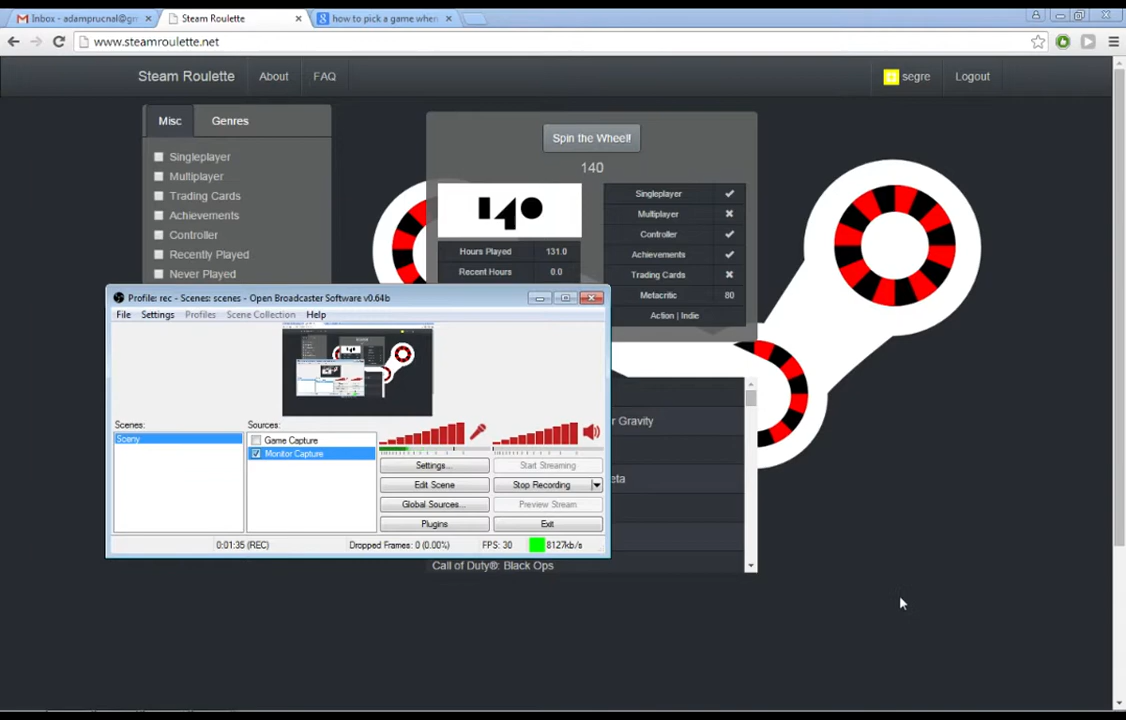 Inbox - adamprucnal@gm
Steam Roulette
how to pick a game when
www.steamroulette.net
Steam Roulette
About
FAQ
segre
Logout
Misc
Genres
Singleplayer
Multiplayer
Trading Cards
Achievements
Controller
Recently Played
Never Played
Spin the Wheel!
140
140
Hours Played 131.0
Recent Hours 0.0
Singleplayer
Multiplayer
Controller
Achievements
Trading Cards
Metacritic 80
Action | Indie
r Gravity
eta
Call of Duty®: Black Ops
Profile: rec - Scenes: scenes - Open Broadcaster Software v0.64b
File Settings Profiles Scene Collection Help
Scenes:
Sceny
Sources:
Game Capture
Monitor Capture
Settings...
Start Streaming
Edit Scene
Stop Recording
Global Sources...
Preview Stream
Plugins
Exit
0:01:35 (REC)
Dropped Frames: 0 (0.00%)
FPS: 30
8127kb/s